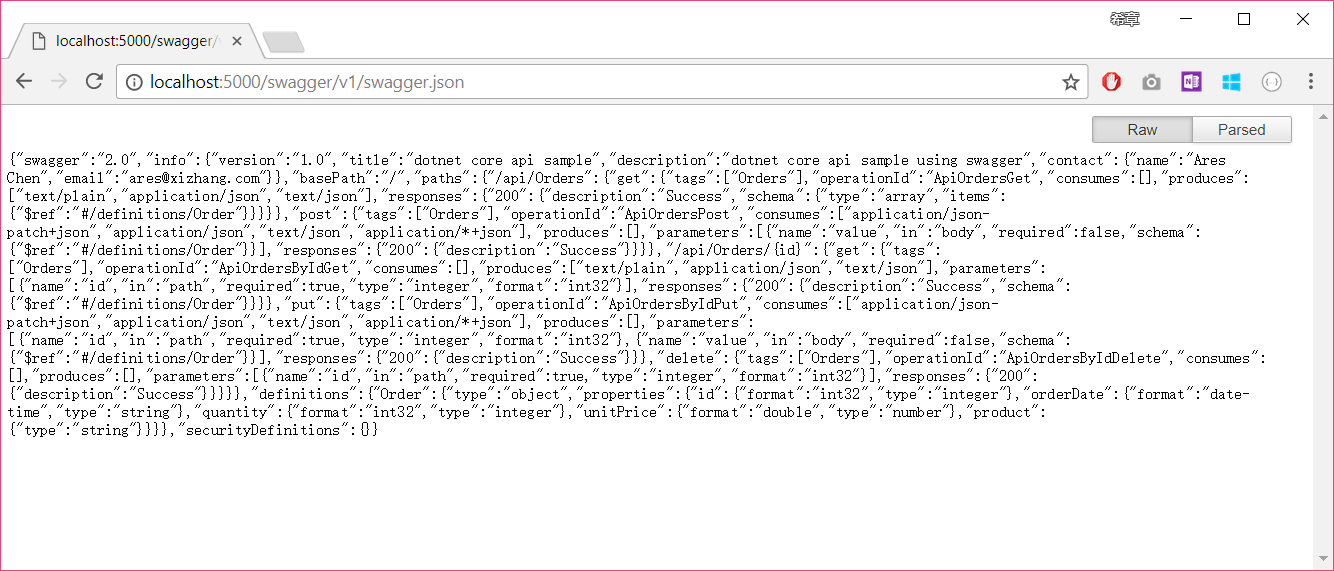 希章
localhost:5000/swagger/
localhost:5000/swagger/v1/swagger.json
Raw Parsed
{"swagger":"2.0","info":{"version":"1.0","title":"dotnet core api sample","description":"dotnet core api sample using swagger","contact":{"name":"Ares
Chen","email":"ares@xizhang.com"}},"basePath":"/","paths":{"/api/Orders":{"get":{"tags":["Orders"],"operationId":"ApiOrdersGet","consumes":[],"produces":
["text/plain","application/json","text/json"],"responses":{"200":{"description":"Success","schema":{"type":"array","items":
{"$ref":"#/definitions/Order"}}}}},"post":{"tags":["Orders"],"operationId":"ApiOrdersPost","consumes":["application/json-
patch+json","application/json","text/json","application/*+json"],"produces":[],"parameters":[{"name":"value","in":"body","required":false,"schema":
{"$ref":"#/definitions/Order"}}],"responses":{"200":{"description":"Success"}}}},"/api/Orders/{id}":{"get":{"tags":
["Orders"],"operationId":"ApiOrdersByIdGet","consumes":[],"produces":["text/plain","application/json","text/json"],"parameters":
[{"name":"id","in":"path","required":true,"type":"integer","format":"int32"}],"responses":{"200":{"description":"Success","schema":
{"$ref":"#/definitions/Order"}}}},"put":{"tags":["Orders"],"operationId":"ApiOrdersByIdPut","consumes":["application/json-
patch+json","application/json","text/json","application/*+json"],"produces":[],"parameters":
[{"name":"id","in":"path","required":true,"type":"integer","format":"int32"},{"name":"value","in":"body","required":false,"schema":
{"$ref":"#/definitions/Order"}}],"responses":{"200":{"description":"Success"}}},"delete":{"tags":["Orders"],"operationId":"ApiOrdersByIdDelete","consumes":
[],"produces":[],"parameters":[{"name":"id","in":"path","required":true,"type":"integer","format":"int32"}],"responses":{"200":
{"description":"Success"}}}}},"definitions":{"Order":{"type":"object","properties":{"id":{"format":"int32","type":"integer"},"orderDate":{"format":"date-
time","type":"string"},"quantity":{"format":"int32","type":"integer"},"unitPrice":{"format":"double","type":"number"},"product":
{"type":"string"}}}},"securityDefinitions":{}}